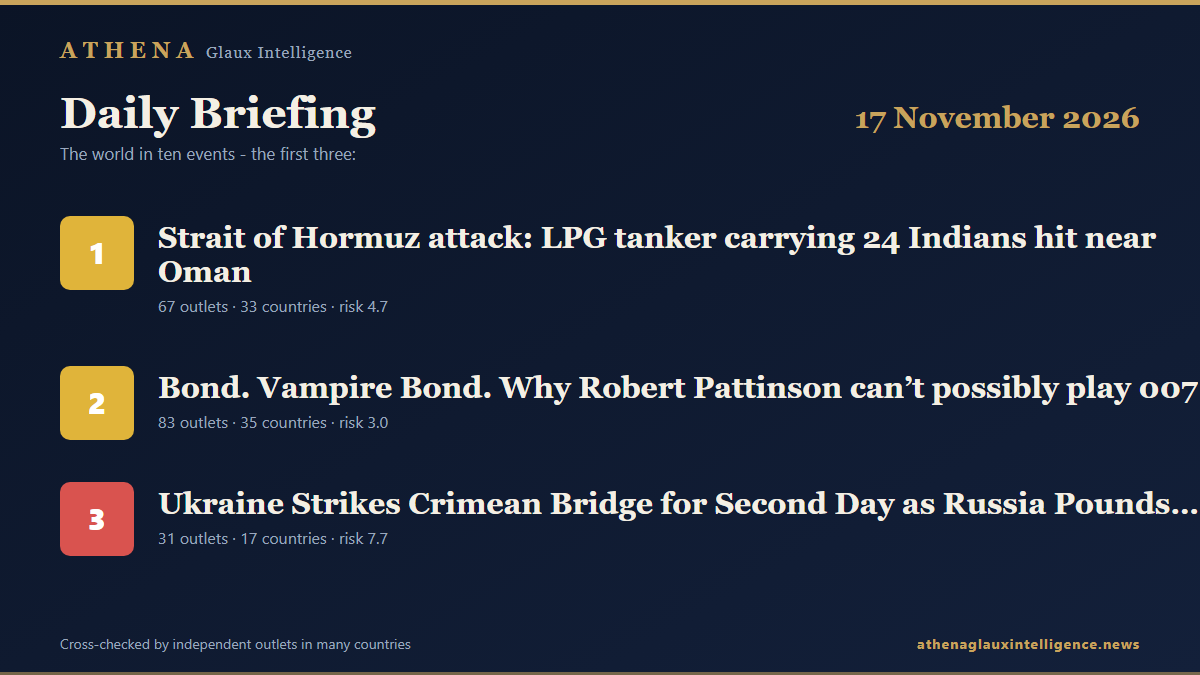 ATHENA Glaux Intelligence
Daily Briefing
17 November 2026
The world in ten events - the first three:
1
Strait of Hormuz attack: LPG tanker carrying 24 Indians hit near
Oman
67 outlets · 33 countries · risk 4.7
2
Bond. Vampire Bond. Why Robert Pattinson can’t possibly play 007
83 outlets · 35 countries · risk 3.0
3
Ukraine Strikes Crimean Bridge for Second Day as Russia Pounds...
31 outlets · 17 countries · risk 7.7
Cross-checked by independent outlets in many countries
athenaglauxintelligence.news